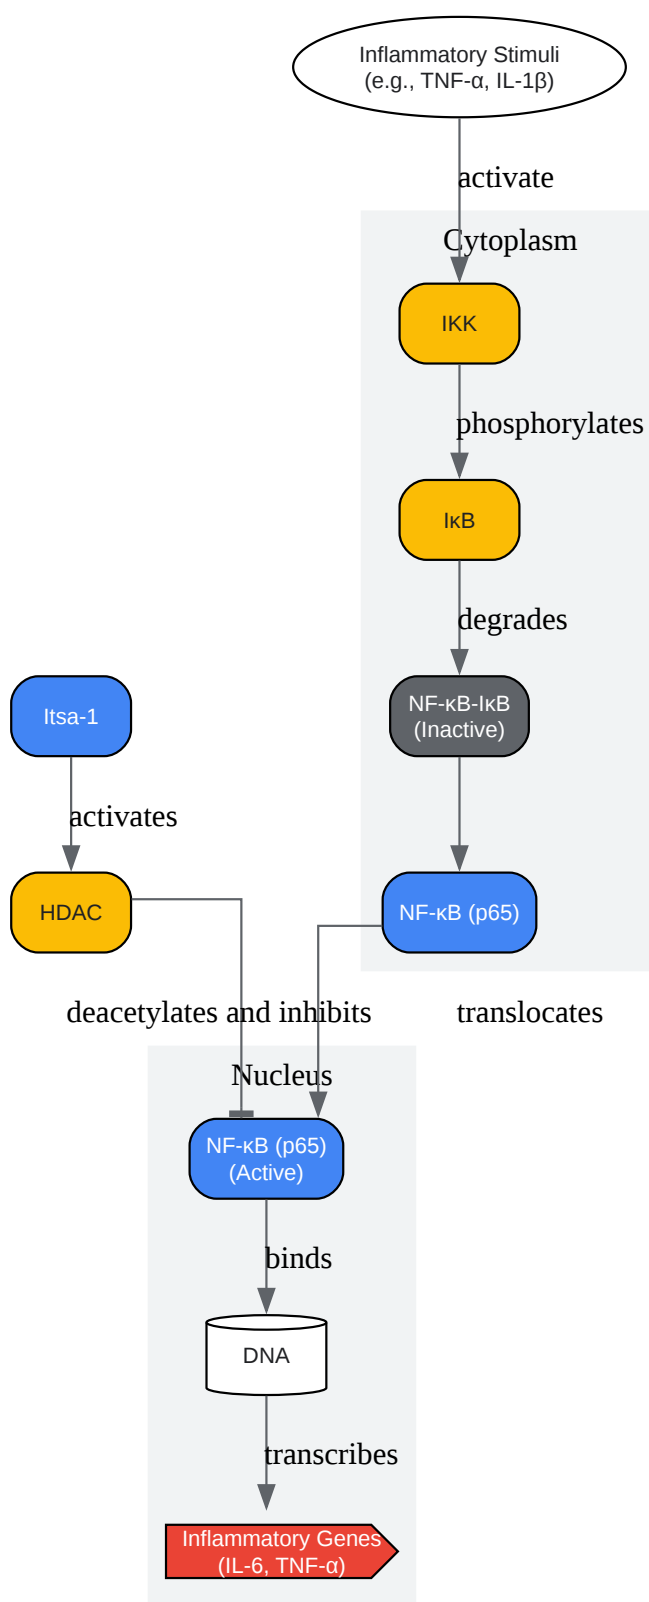 Inflammatory Stimuli
(e.g., TNF-α, IL-1β)
activate
Cytoplasm
IKK
phosphorylates
IκB
degrades
NF-κB-IκB
(Inactive)
Itsa-1
activates
HDAC
NF-κB (p65)
deacetylates and inhibits
translocates
Nucleus
NF-κB (p65)
(Active)
binds
DNA
transcribes
Inflammatory Genes
(IL-6, TNF-α)